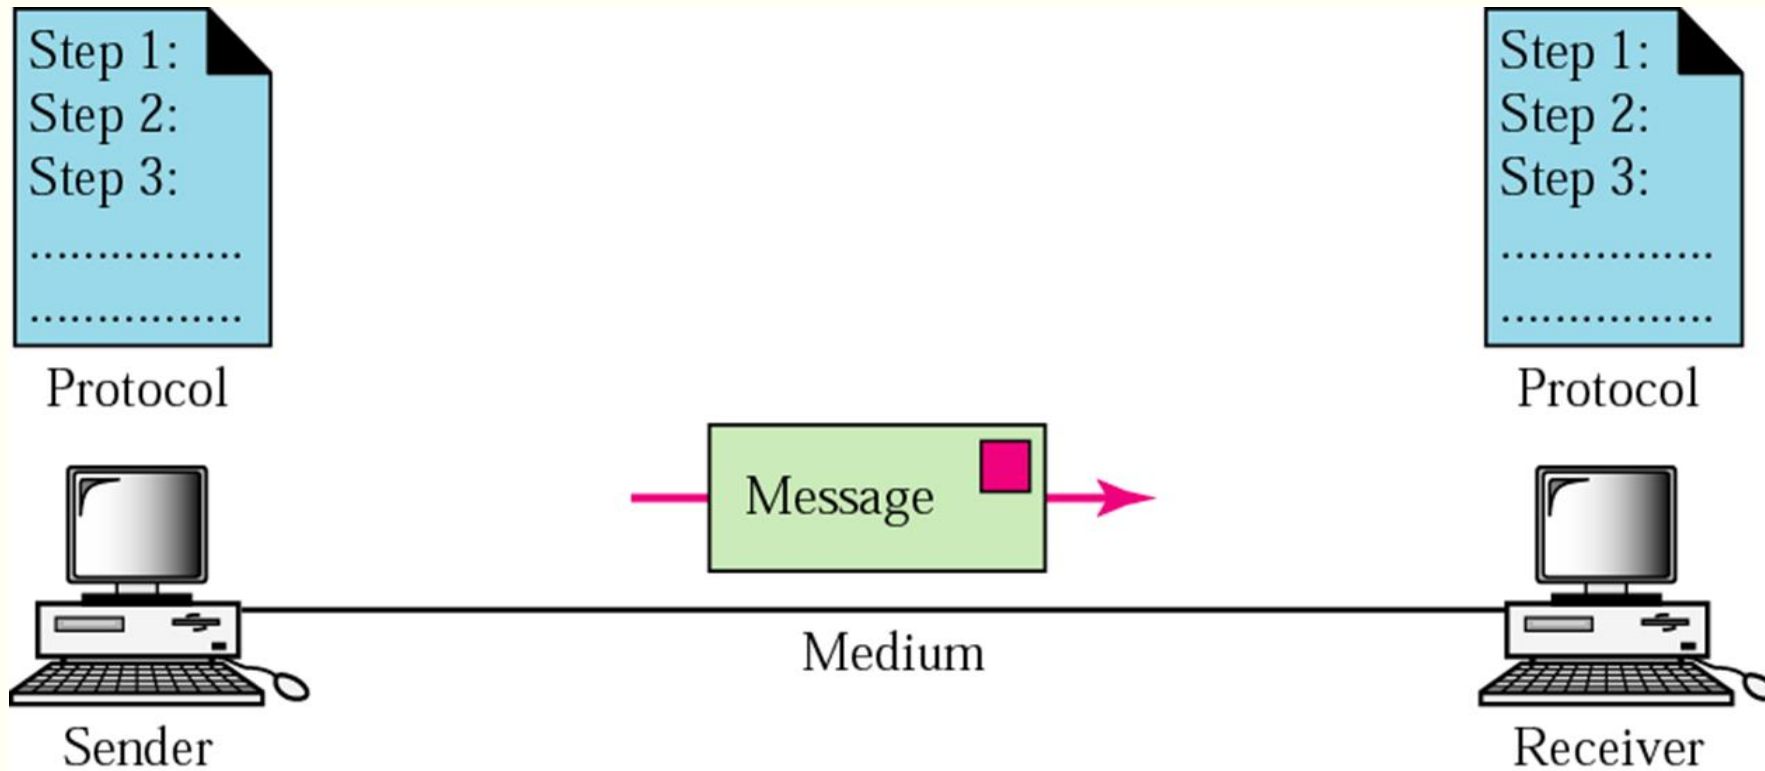 Step 1:
Step 2:
Step 3:
................
................
Protocol
Step 1:
Step 2:
Step 3:
................
................
Protocol
Message
Medium
Sender
Receiver